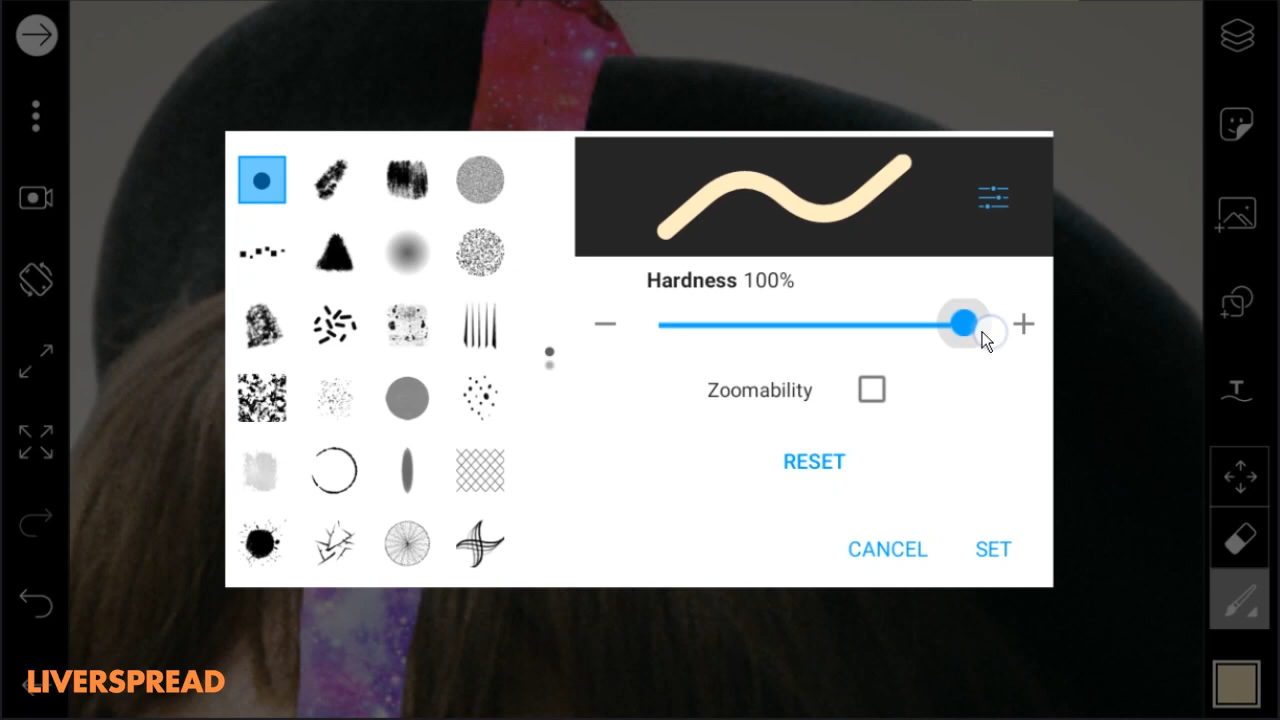 Hardness 100%
Zoomability
RESET
CANCEL SET
LIVERSPREAD
T